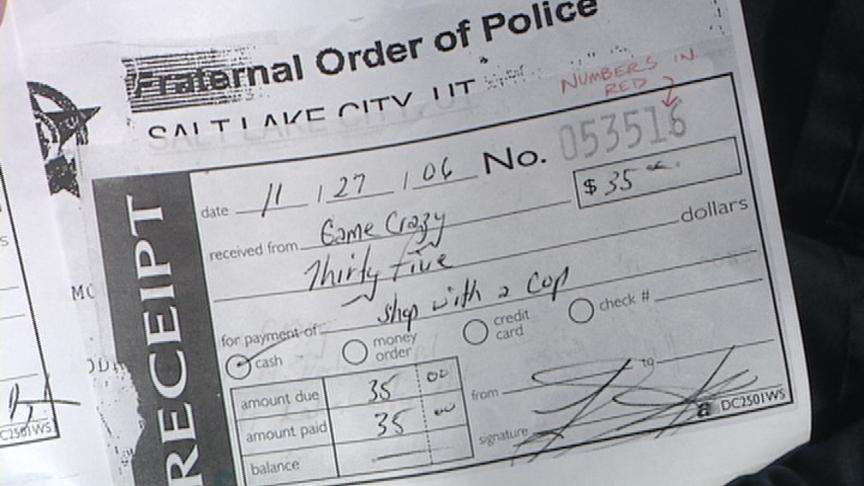 Fraternal Order of Police
SALT LAKE CITY, UT
NUMBERS IN
RED
RECEIPT
date 11 / 27 / 06 No. 053516
$ 35
received from Game Crazy
Thirty Five dollars
for payment of Shop with a Cop
cash money order credit card check #
amount due 35 00
amount paid 35 00
balance
from to
signature
a DC2501WS
C2501WS